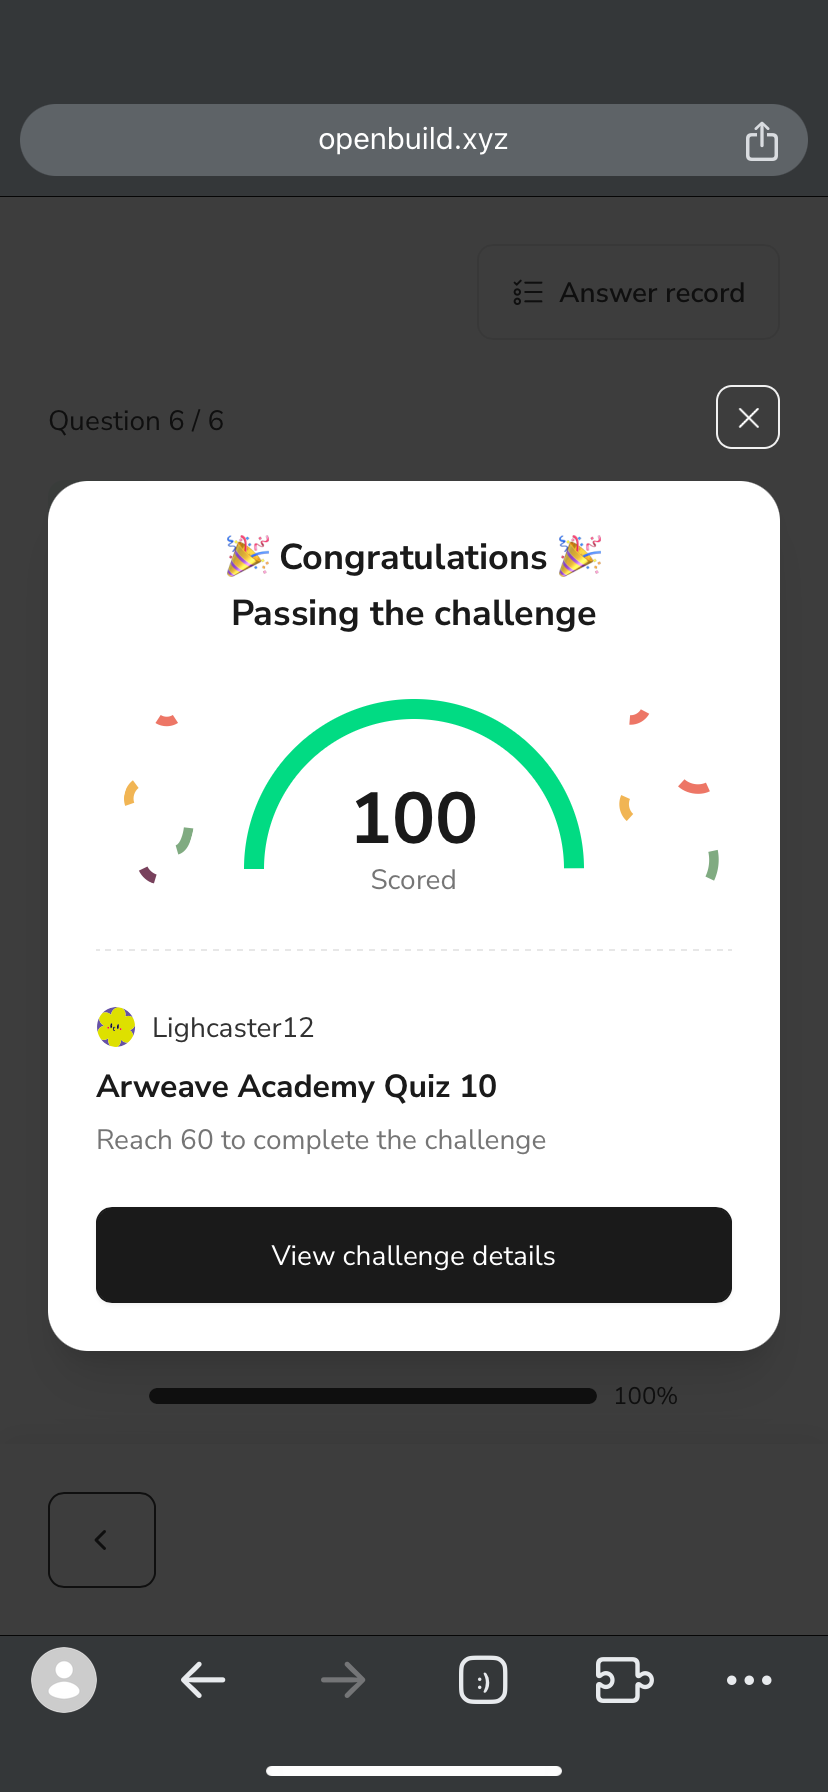 openbuild.xyz
Answer record
Question 6 / 6
🎉 Congratulations 🎉
Passing the challenge
100
Scored
Lighcaster12
Arweave Academy Quiz 10
Reach 60 to complete the challenge
View challenge details
100%
:)